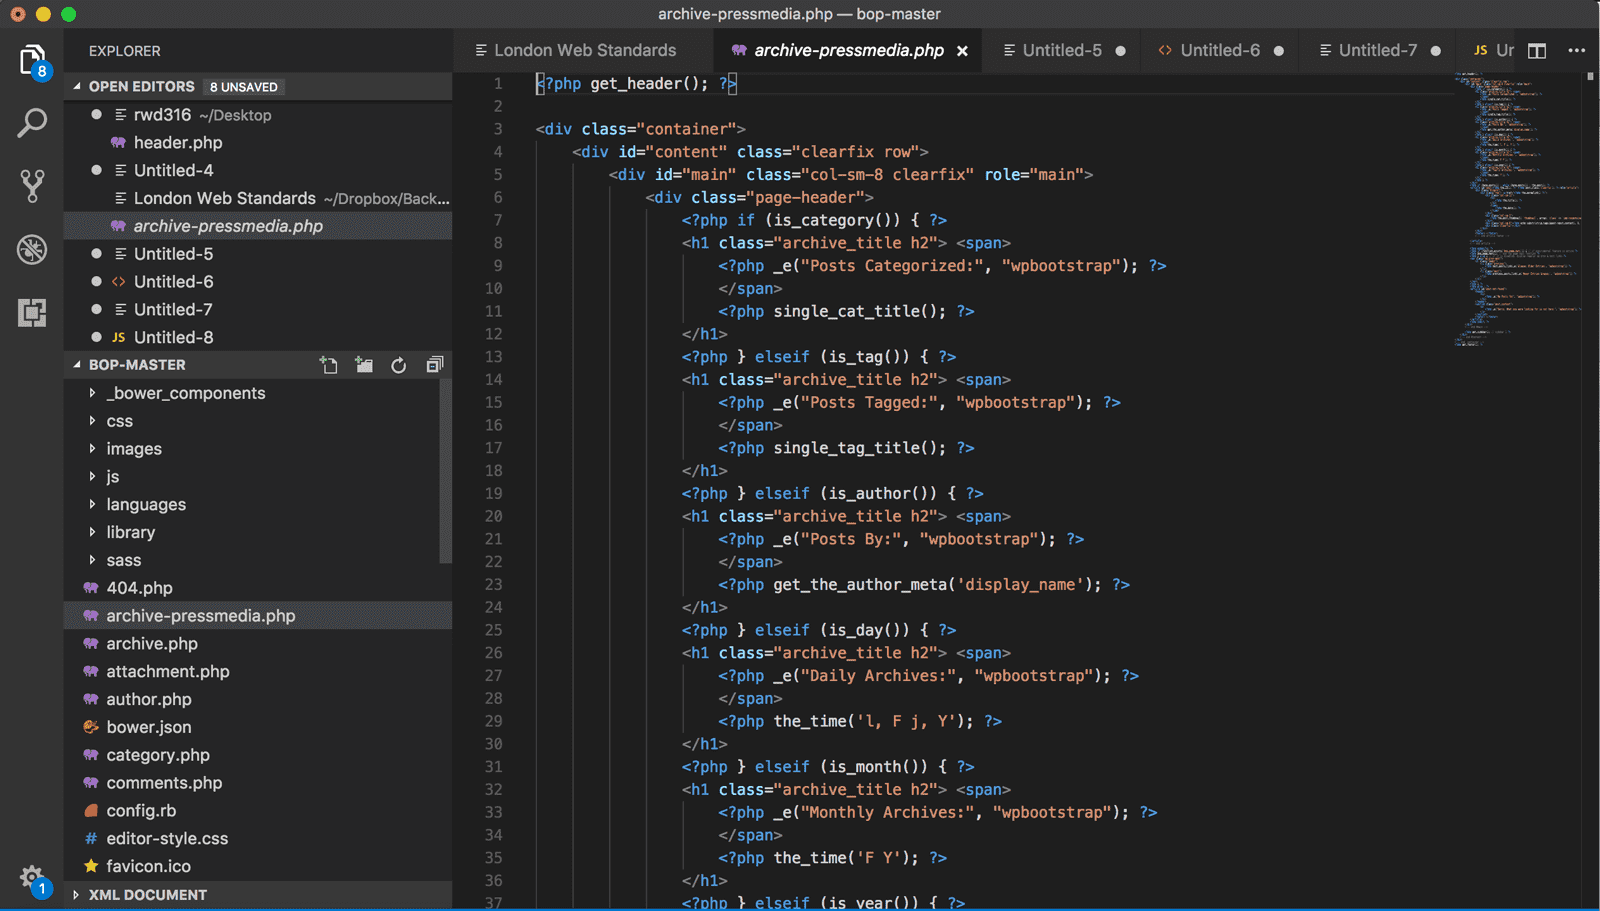 archive-pressmedia.php — bop-master
EXPLORER
OPEN EDITORS 8 UNSAVED
rwd316 ~/Desktop
header.php
Untitled-4
London Web Standards ~/Dropbox/Back...
archive-pressmedia.php
Untitled-5
<> Untitled-6
Untitled-7
JS Untitled-8
BOP-MASTER
_bower_components
css
images
js
languages
library
sass
404.php
archive-pressmedia.php
archive.php
attachment.php
author.php
bower.json
category.php
comments.php
config.rb
# editor-style.css
favicon.ico
XML DOCUMENT
8
1
London Web Standards archive-pressmedia.php × Untitled-5 <> Untitled-6 Untitled-7 JS Ur
1 <?php get_header(); ?>
2
3 <div class="container">
4 <div id="content" class="clearfix row">
5 <div id="main" class="col-sm-8 clearfix" role="main">
6 <div class="page-header">
7 <?php if (is_category()) { ?>
8 <h1 class="archive_title h2"> <span>
9 <?php _e("Posts Categorized:", "wpbootstrap"); ?>
10 </span>
11 <?php single_cat_title(); ?>
12 </h1>
13 <?php } elseif (is_tag()) { ?>
14 <h1 class="archive_title h2"> <span>
15 <?php _e("Posts Tagged:", "wpbootstrap"); ?>
16 </span>
17 <?php single_tag_title(); ?>
18 </h1>
19 <?php } elseif (is_author()) { ?>
20 <h1 class="archive_title h2"> <span>
21 <?php _e("Posts By:", "wpbootstrap"); ?>
22 </span>
23 <?php get_the_author_meta('display_name'); ?>
24 </h1>
25 <?php } elseif (is_day()) { ?>
26 <h1 class="archive_title h2"> <span>
27 <?php _e("Daily Archives:", "wpbootstrap"); ?>
28 </span>
29 <?php the_time('l, F j, Y'); ?>
30 </h1>
31 <?php } elseif (is_month()) { ?>
32 <h1 class="archive_title h2"> <span>
33 <?php _e("Monthly Archives:", "wpbootstrap"); ?>
34 </span>
35 <?php the_time('F Y'); ?>
36 </h1>
37 <?php } elseif (is_year()) { ?>